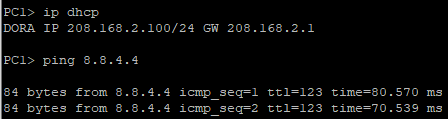 PC1> ip dhcp
DORA IP 208.168.2.100/24 GW 208.168.2.1
PC1> ping 8.8.4.4
84 bytes from 8.8.4.4 icmp_seq=1 ttl=123 time=80.570 ms
84 bytes from 8.8.4.4 icmp_seq=2 ttl=123 time=70.539 ms